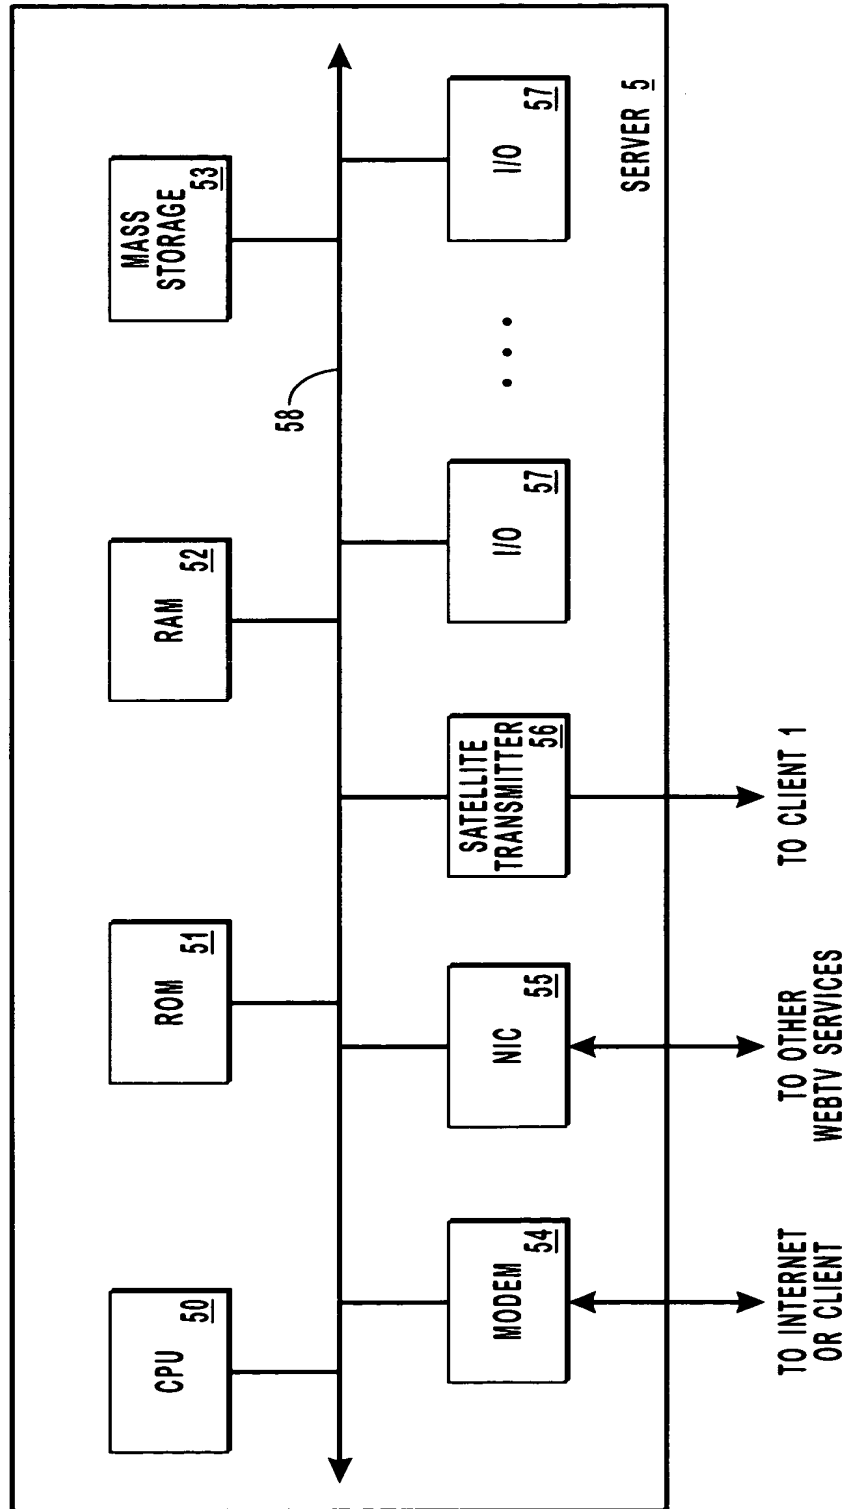 CPU
50
ROM
51
RAM
52
MASS
STORAGE
53
58
MODEM
54
NIC
55
SATELLITE
TRANSMITTER
56
I/O
57
• • •
I/O
57
SERVER 5
TO INTERNET
OR CLIENT
TO OTHER
WEBTV SERVICES
TO CLIENT 1